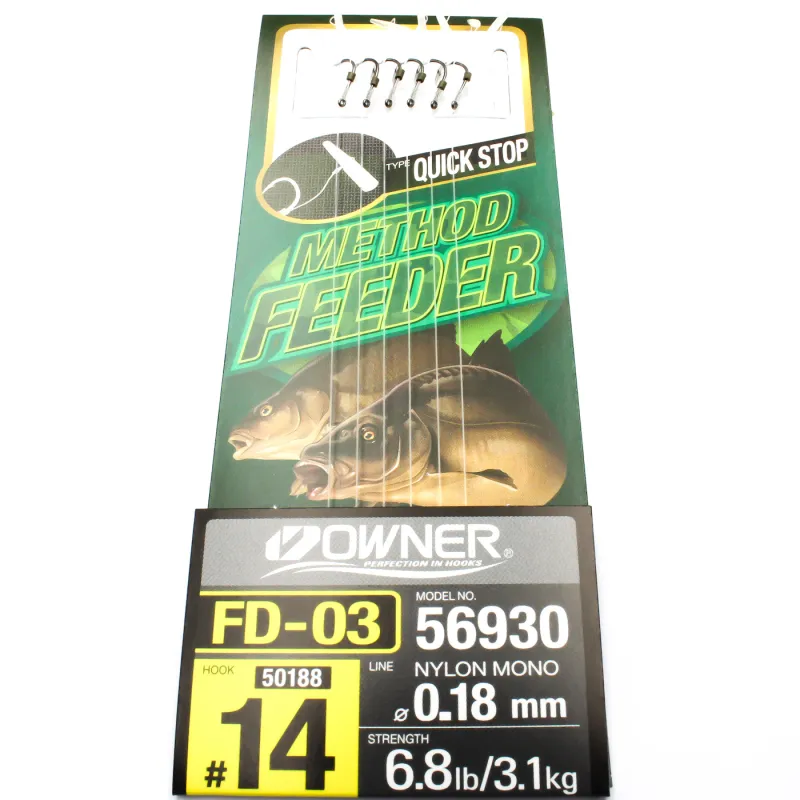 TYPE QUICK STOP
METHOD
FEEDER
OWNER®
PERFECTION IN HOOKS
FD-03
MODEL NO.
56930
HOOK 50188
#14
LINE NYLON MONO
⌀ 0.18 mm
STRENGTH
6.8lb/3.1kg